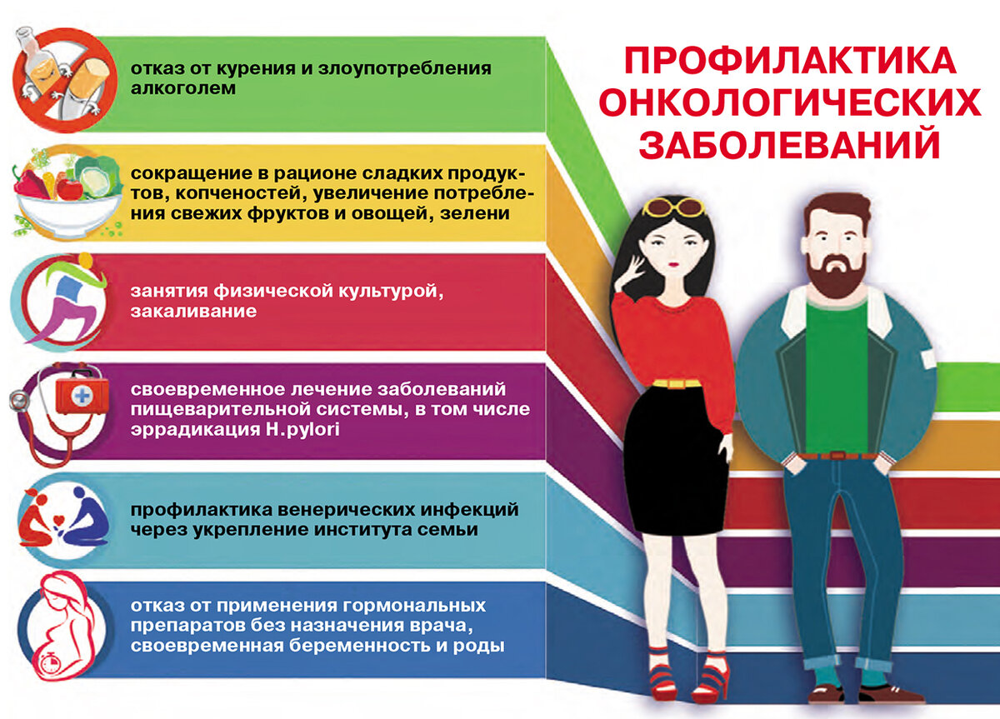 ПРОФИЛАКТИКА
ОНКОЛОГИЧЕСКИХ
ЗАБОЛЕВАНИЙ
отказ от курения и злоупотребления
алкоголем
сокращение в рационе сладких продук-
тов, копченостей, увеличение потребле-
ния свежих фруктов и овощей, зелени
занятия физической культурой,
закаливание
своевременное лечение заболеваний
пищеварительной системы, в том числе
эррадикация H.pylori
профилактика венерических инфекций
через укрепление института семьи
отказ от применения гормональных
препаратов без назначения врача,
своевременная беременность и роды